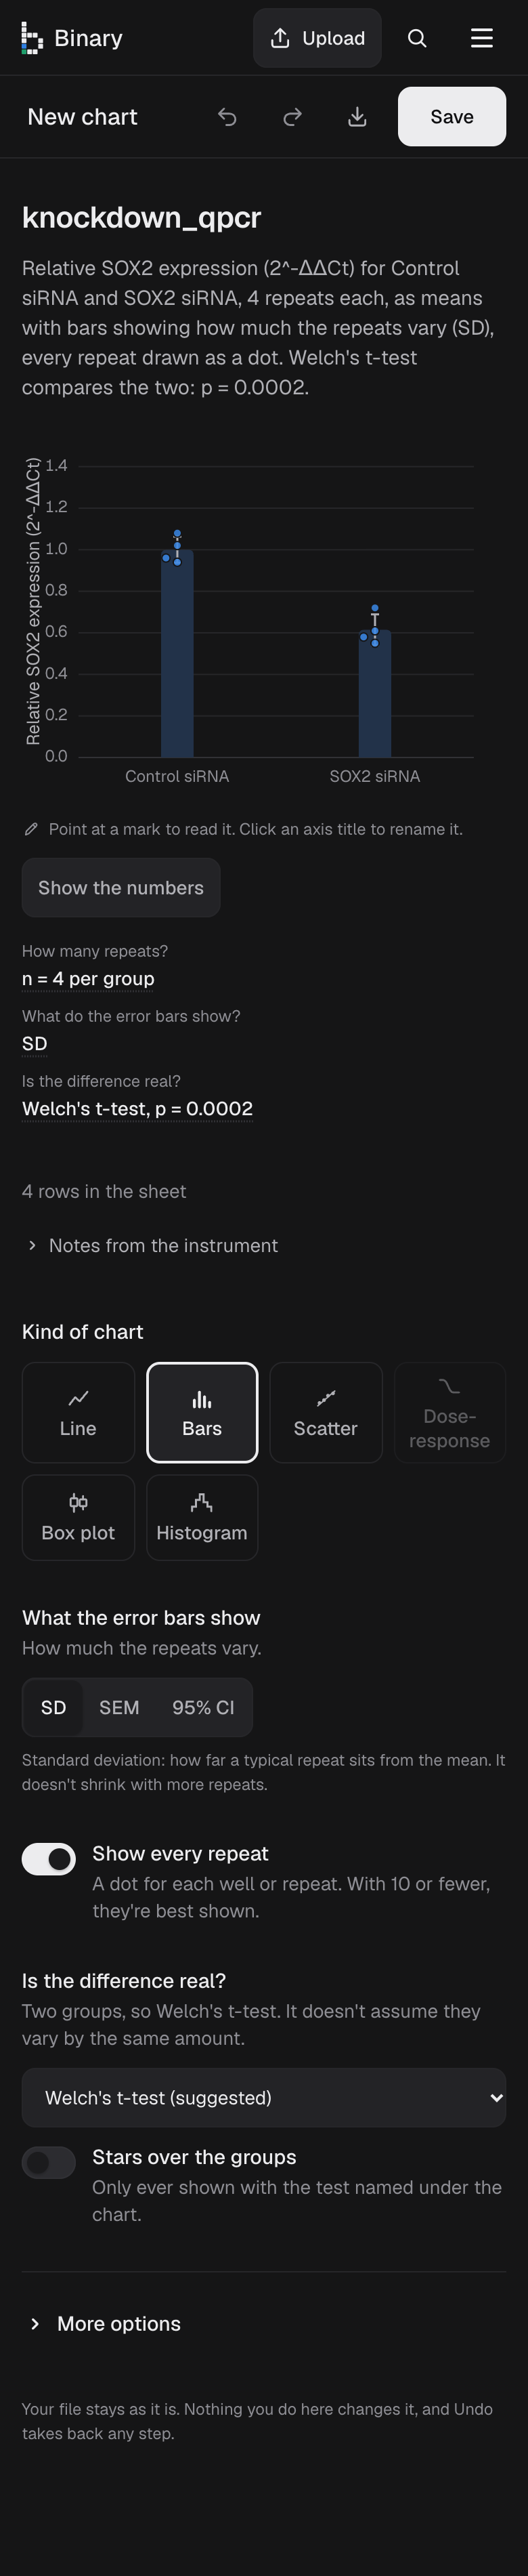 Binary
Upload
New chart
Save
knockdown_qpcr
Relative SOX2 expression (2^-ΔΔCt) for Control
siRNA and SOX2 siRNA, 4 repeats each, as means
with bars showing how much the repeats vary (SD),
every repeat drawn as a dot. Welch's t-test
compares the two: p = 0.0002.
Relative SOX2 expression (2^-ΔΔCt)
1.4
1.2
1.0
0.8
0.6
0.4
0.2
0.0
Control siRNA
SOX2 siRNA
Point at a mark to read it. Click an axis title to rename it.
Show the numbers
How many repeats?
n = 4 per group
What do the error bars show?
SD
Is the difference real?
Welch's t-test, p = 0.0002
4 rows in the sheet
Notes from the instrument
Kind of chart
Line
Bars
Scatter
Dose-
response
Box plot
Histogram
What the error bars show
How much the repeats vary.
SD
SEM
95% CI
Standard deviation: how far a typical repeat sits from the mean. It
doesn't shrink with more repeats.
Show every repeat
A dot for each well or repeat. With 10 or fewer,
they're best shown.
Is the difference real?
Two groups, so Welch's t-test. It doesn't assume they
vary by the same amount.
Welch's t-test (suggested)
Stars over the groups
Only ever shown with the test named under the
chart.
More options
Your file stays as it is. Nothing you do here changes it, and Undo
takes back any step.